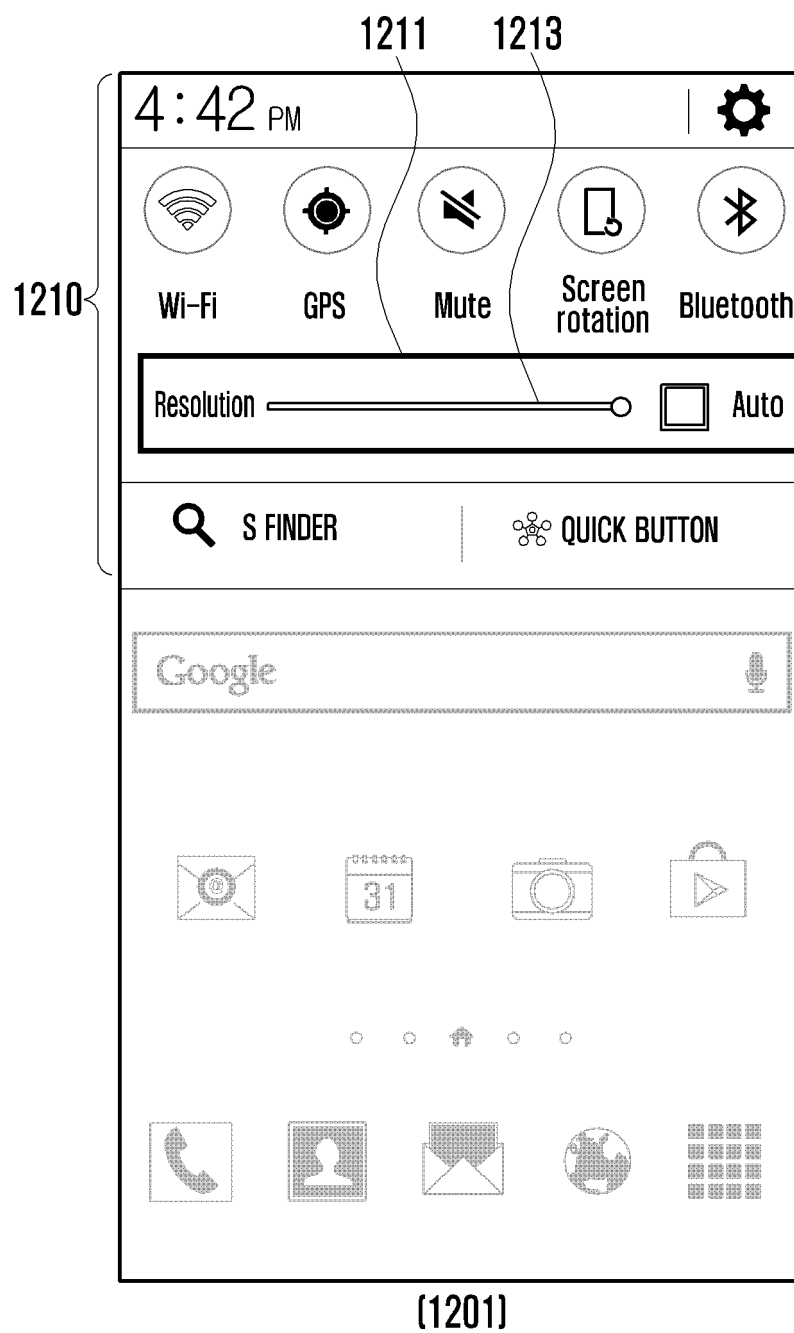 1211 1213
4:42 PM
1210
Wi-Fi GPS Mute Screen rotation Bluetooth
Resolution Auto
S FINDER QUICK BUTTON
Google
@ 31
(1201)